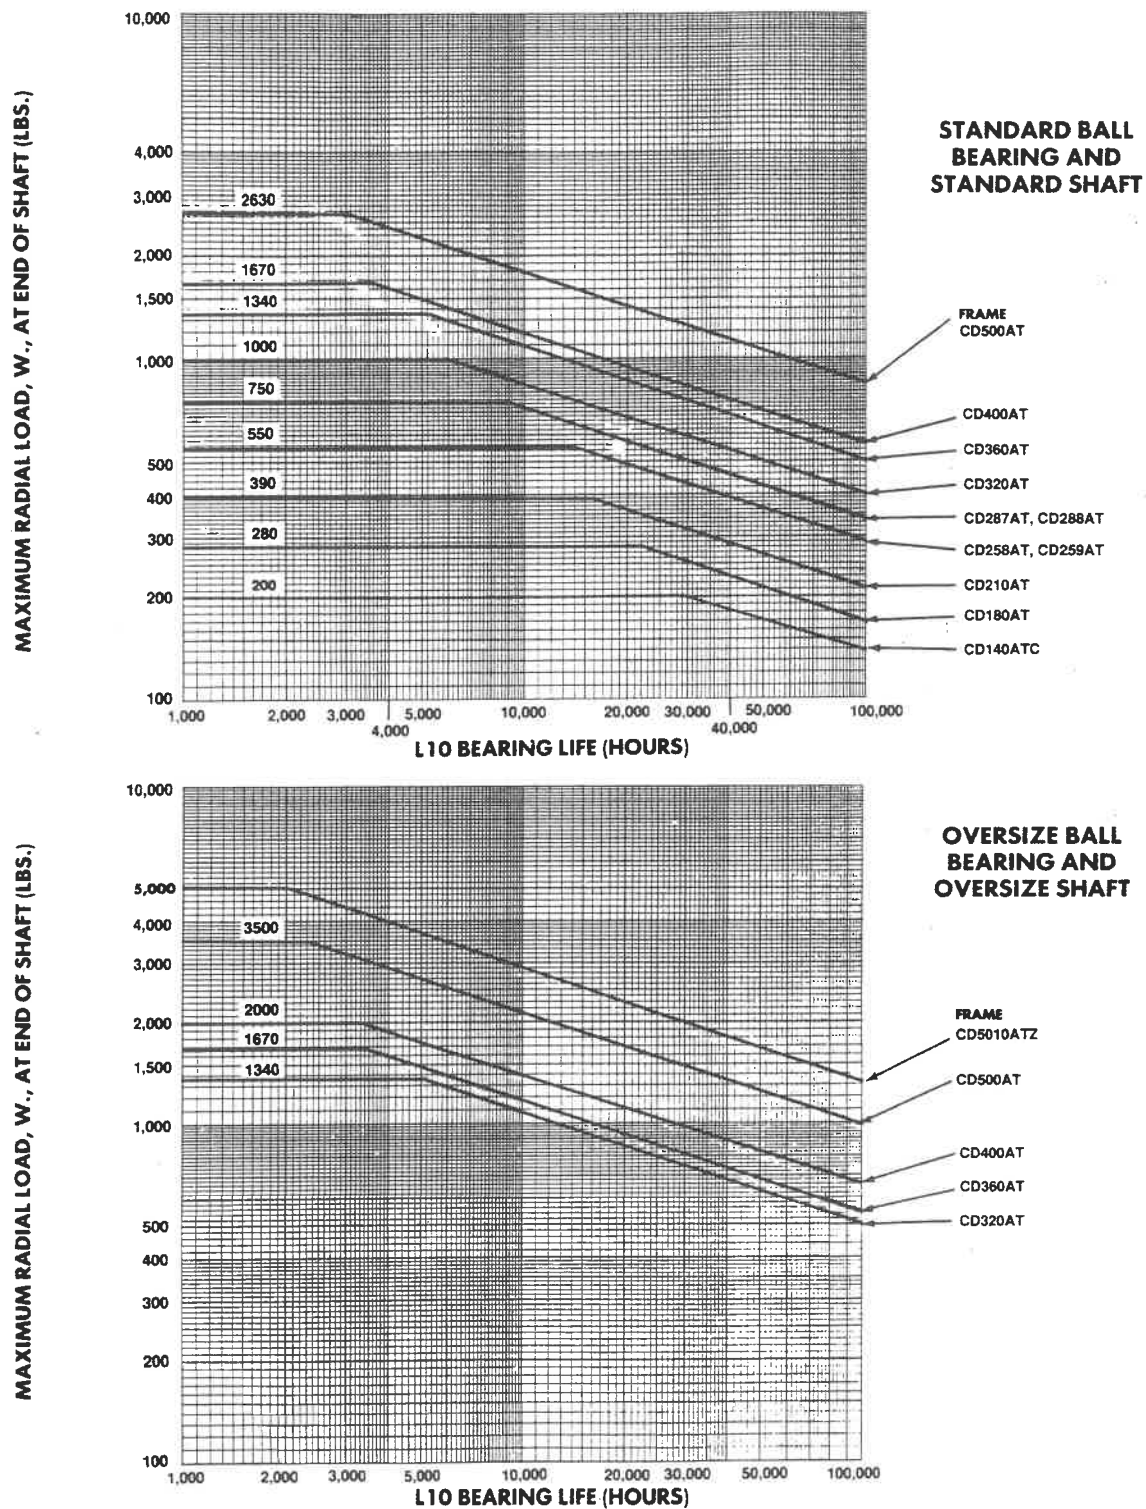 MAXIMUM RADIAL LOAD, W., AT END OF SHAFT (LBS.)
10,000
4,000
3,000
2,000
1,500
1,000
500
400
300
200
100
2630
1670
1340
1000
750
550
390
280
200
STANDARD BALL
BEARING AND
STANDARD SHAFT
FRAME
CD500AT
CD400AT
CD360AT
CD320AT
CD287AT, CD288AT
CD258AT, CD259AT
CD210AT
CD180AT
CD140ATC
1,000 2,000 3,000 4,000 5,000 10,000 20,000 30,000 40,000 50,000 100,000
L10 BEARING LIFE (HOURS)
MAXIMUM RADIAL LOAD, W., AT END OF SHAFT (LBS.)
10,000
5,000
4,000
3,000
2,000
1,500
1,000
500
400
300
200
100
3500
2000
1670
1340
OVERSIZE BALL
BEARING AND
OVERSIZE SHAFT
FRAME
CD5010ATZ
CD500AT
CD400AT
CD360AT
CD320AT
1,000 2,000 3,000 5,000 10,000 20,000 30,000 50,000 100,000
L10 BEARING LIFE (HOURS)